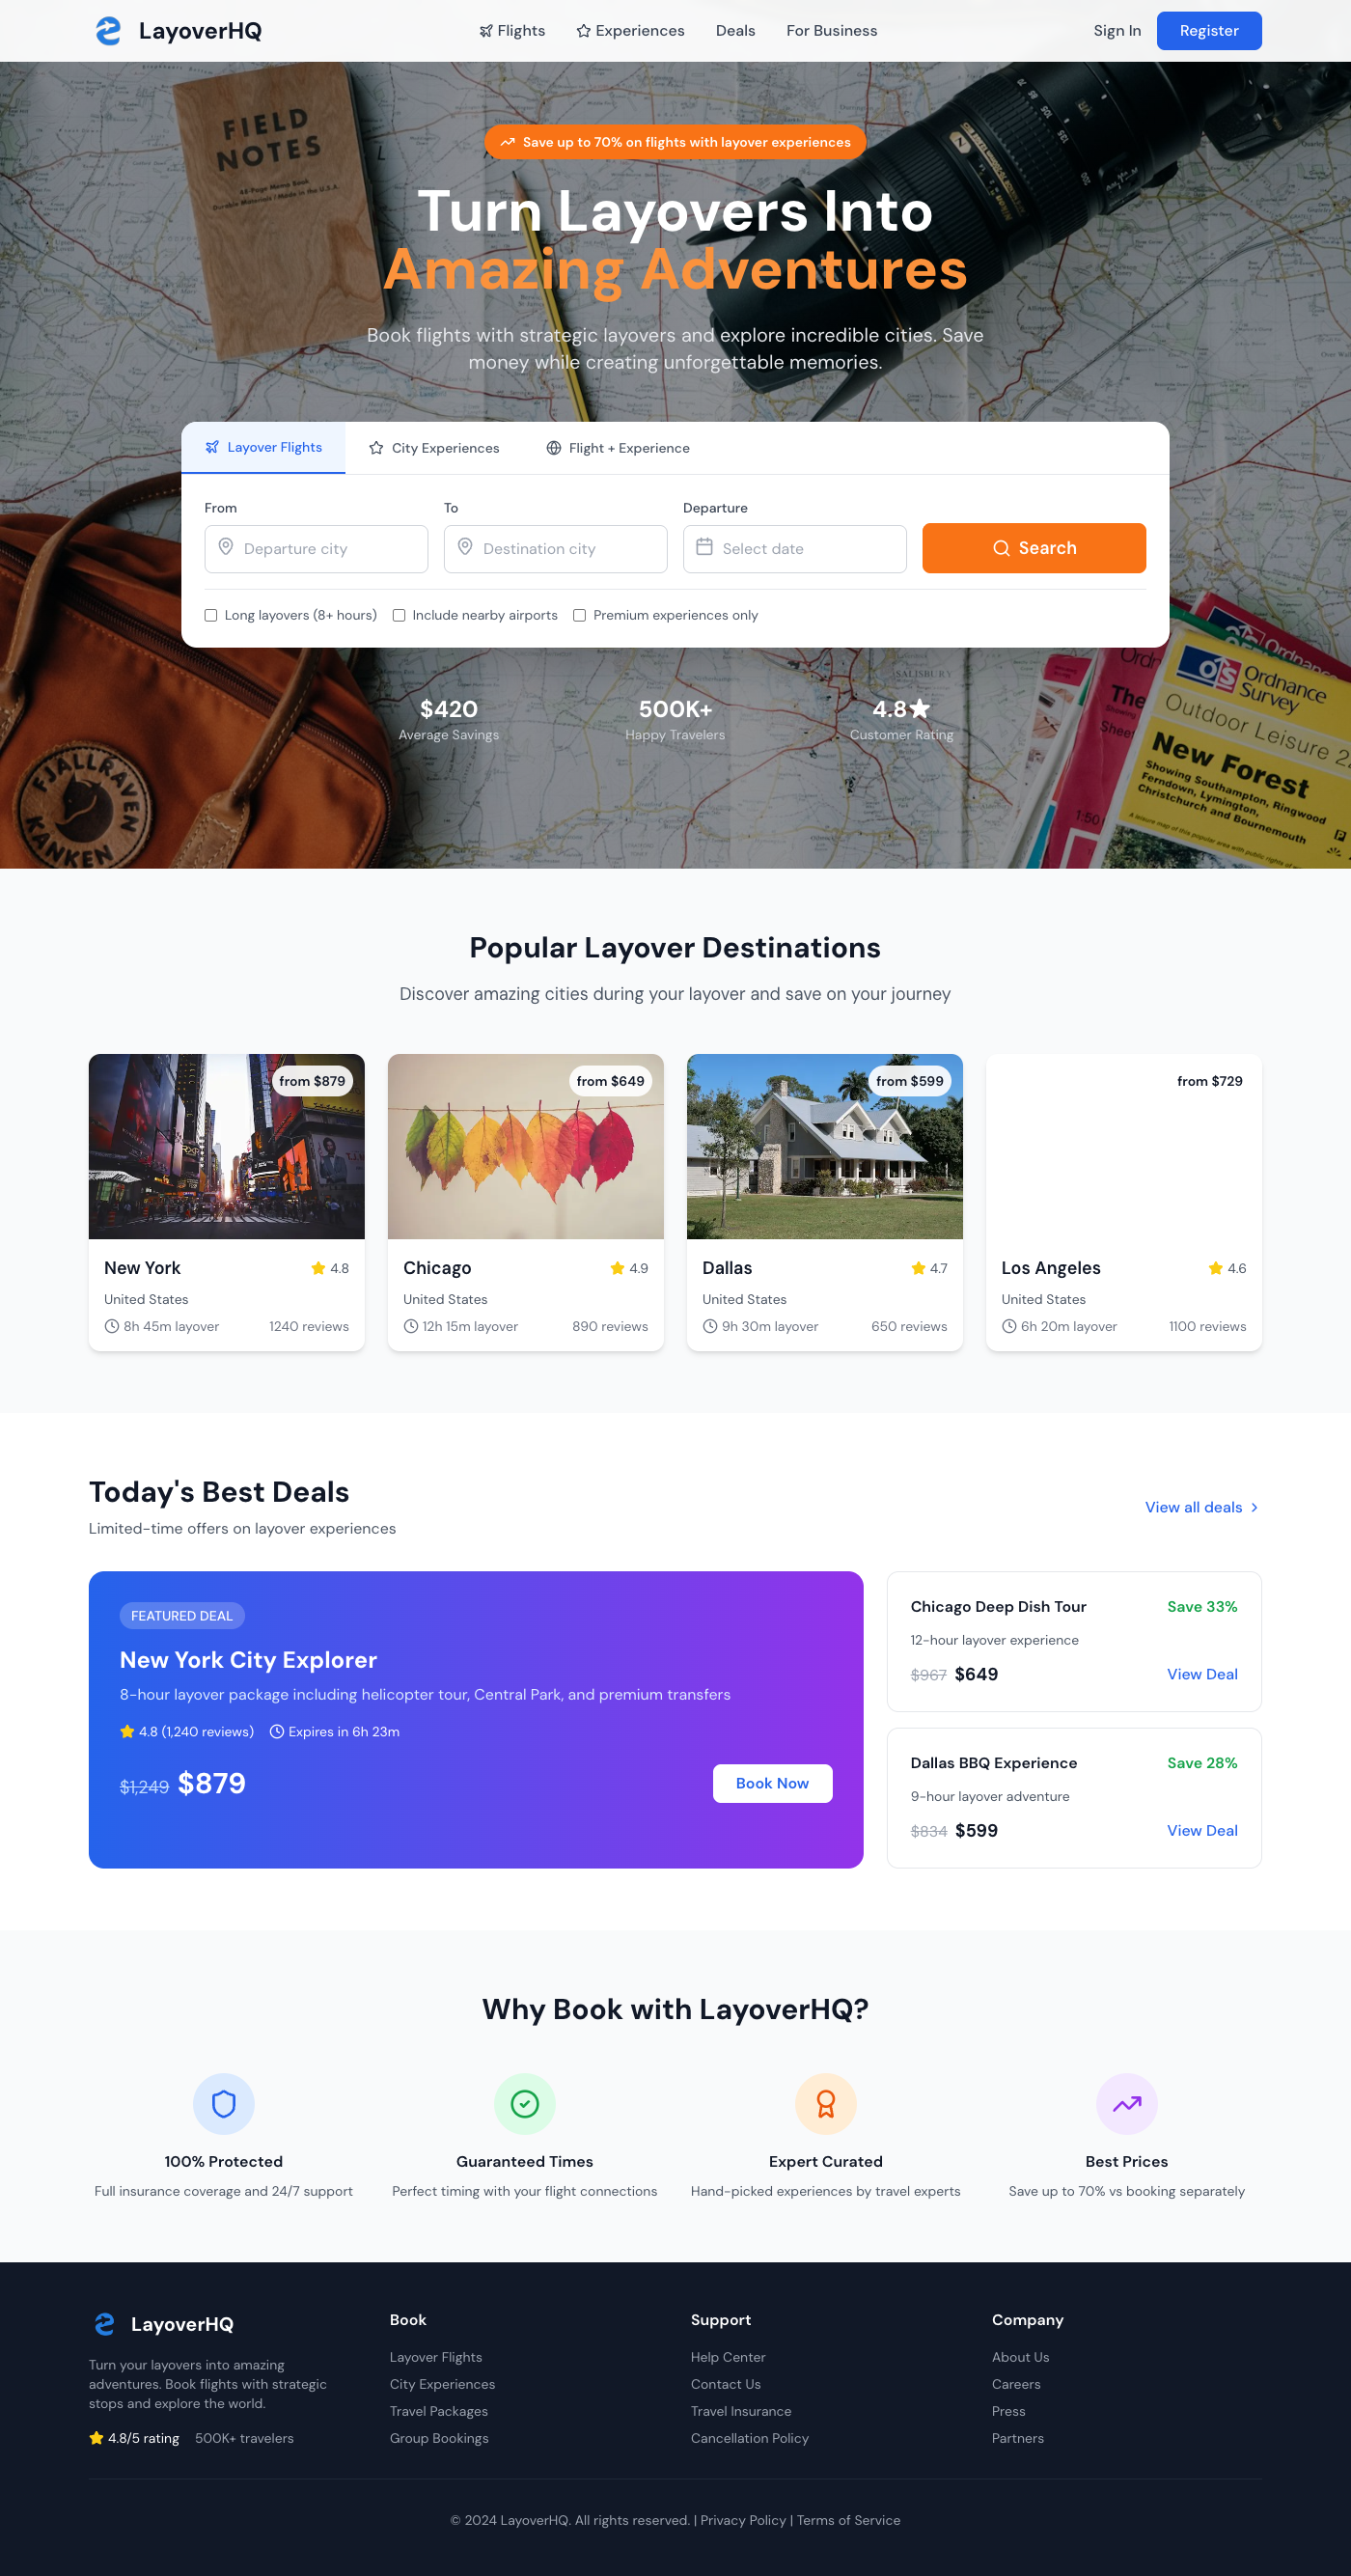 LayoverHQ
Flights
Experiences
Deals
For Business
Sign In
Register
FIELD
NOTES
48-Page Memo Book
Durable Materials / Made in the U.S.A.
Save up to 70% on flights with layover experiences
Turn Layovers Into
Amazing Adventures
Book flights with strategic layovers and explore incredible cities. Save
money while creating unforgettable memories.
Layover Flights
City Experiences
Flight + Experience
From
To
Departure
Departure city
Destination city
Select date
Search
Long layovers (8+ hours)
Include nearby airports
Premium experiences only
SALISBURY
$420
500K+
4.8★
Average Savings
Happy Travelers
Customer Rating
Ordnance
Survey
Outdoor Leisure 22
New Forest
Showing Southampton, Ringwood
Ferndown, Lymington,
Christchurch and Bournemouth
1:50
FJALLRAVEN
KANKEN
Popular Layover Destinations
Discover amazing cities during your layover and save on your journey
from $879
from $649
from $599
from $729
New York
4.8
Chicago
4.9
Dallas
4.7
Los Angeles
4.6
United States
United States
United States
United States
8h 45m layover
1240 reviews
12h 15m layover
890 reviews
9h 30m layover
650 reviews
6h 20m layover
1100 reviews
Today's Best Deals
Limited-time offers on layover experiences
View all deals
FEATURED DEAL
New York City Explorer
8-hour layover package including helicopter tour, Central Park, and premium transfers
4.8 (1,240 reviews)
Expires in 6h 23m
$1,249 $879
Book Now
Chicago Deep Dish Tour
Save 33%
12-hour layover experience
$967 $649
View Deal
Dallas BBQ Experience
Save 28%
9-hour layover adventure
$834 $599
View Deal
Why Book with LayoverHQ?
100% Protected
Full insurance coverage and 24/7 support
Guaranteed Times
Perfect timing with your flight connections
Expert Curated
Hand-picked experiences by travel experts
Best Prices
Save up to 70% vs booking separately
LayoverHQ
Turn your layovers into amazing
adventures. Book flights with strategic
stops and explore the world.
4.8/5 rating
500K+ travelers
Book
Layover Flights
City Experiences
Travel Packages
Group Bookings
Support
Help Center
Contact Us
Travel Insurance
Cancellation Policy
Company
About Us
Careers
Press
Partners
© 2024 LayoverHQ. All rights reserved. | Privacy Policy | Terms of Service